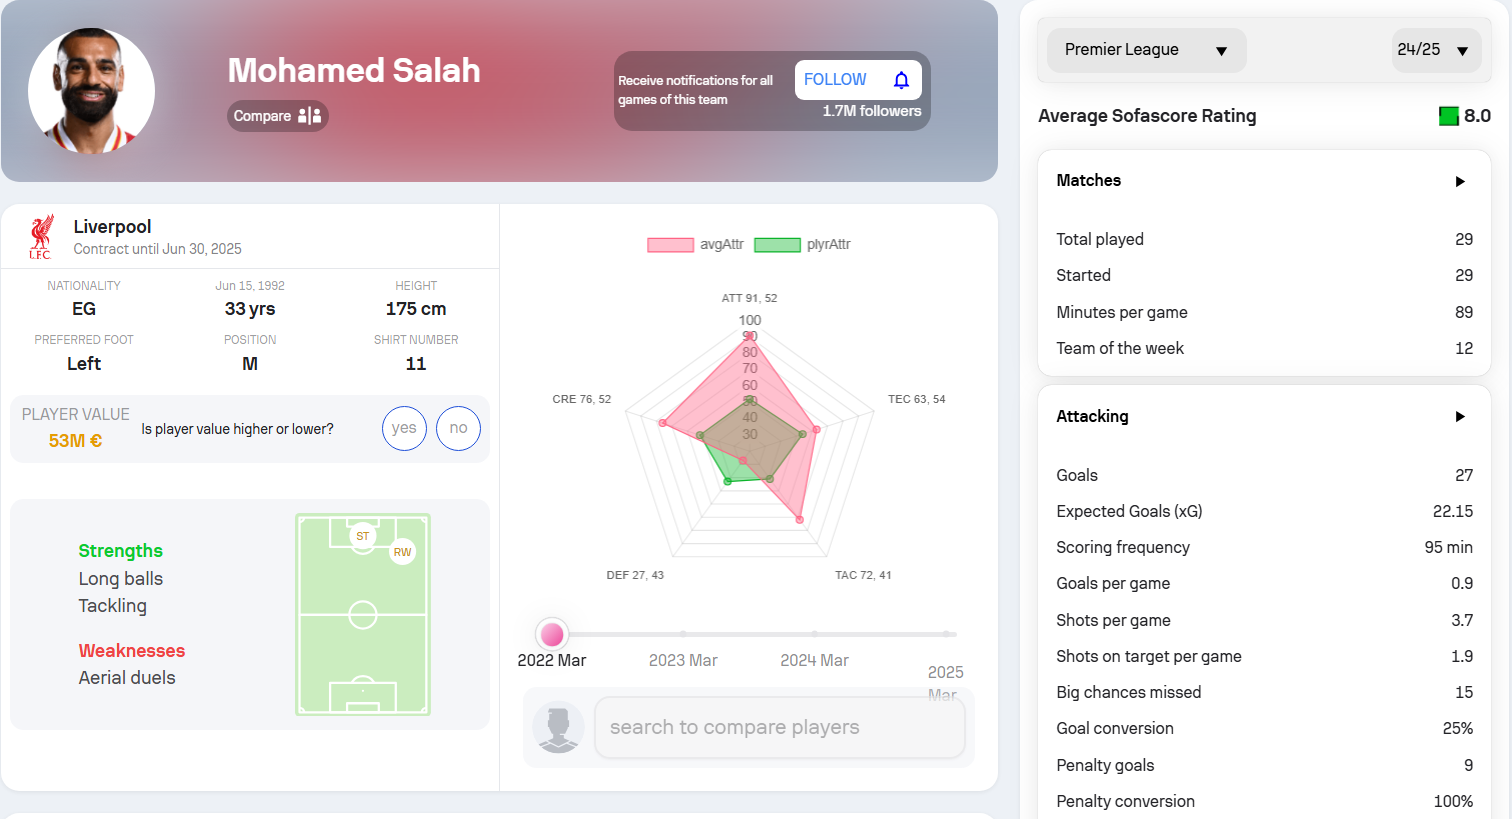 Mohamed Salah
Compare
Receive notifications for all
games of this team
FOLLOW
1.7M followers
Liverpool
Contract until Jun 30, 2025
L.F.C.
NATIONALITY
EG
Jun 15, 1992
33 yrs
HEIGHT
175 cm
PREFERRED FOOT
Left
POSITION
M
SHIRT NUMBER
11
PLAYER VALUE
53M €
Is player value higher or lower?
yes
no
Strengths
Long balls
Tackling
Weaknesses
Aerial duels
ST
RW
avgAttr
plyrAttr
ATT 91, 52
100
90
80
70
60
50
40
30
CRE 76, 52
TEC 63, 54
DEF 27, 43
TAC 72, 41
2022 Mar
2023 Mar
2024 Mar
2025
Mar
search to compare players
Premier League
24/25
Average Sofascore Rating
8.0
Matches
Total played 29
Started 29
Minutes per game 89
Team of the week 12
Attacking
Goals 27
Expected Goals (xG) 22.15
Scoring frequency 95 min
Goals per game 0.9
Shots per game 3.7
Shots on target per game 1.9
Big chances missed 15
Goal conversion 25%
Penalty goals 9
Penalty conversion 100%